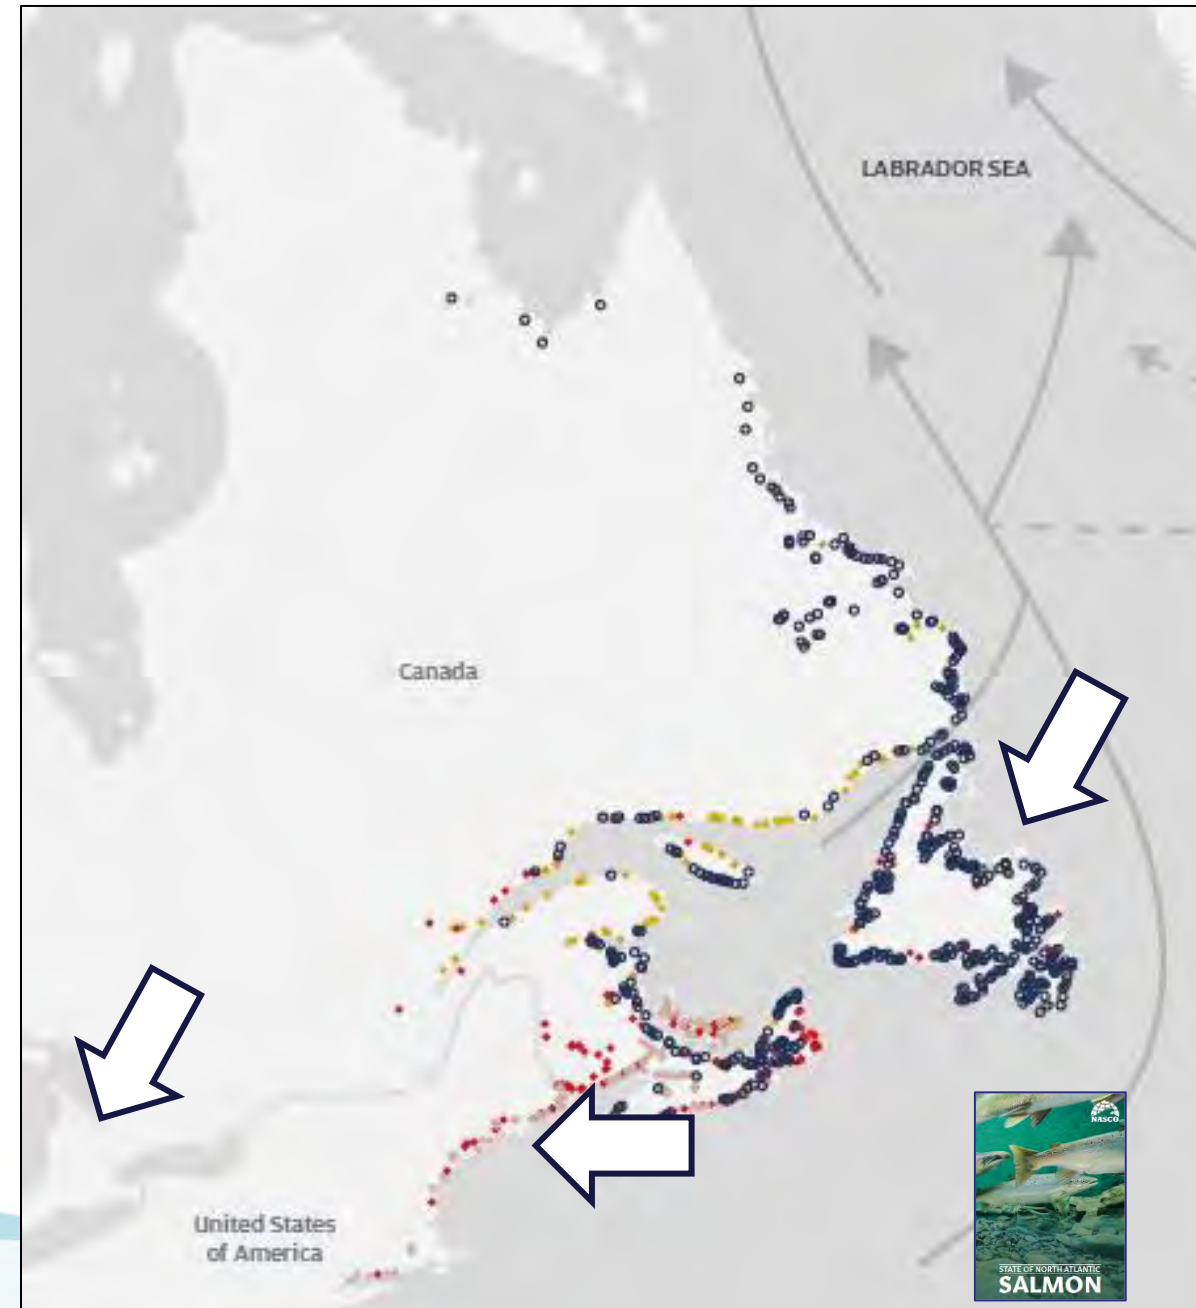 LABRADOR SEA
Canada
United States
of America
NASCO
STATE OF NORTH ATLANTIC
SALMON